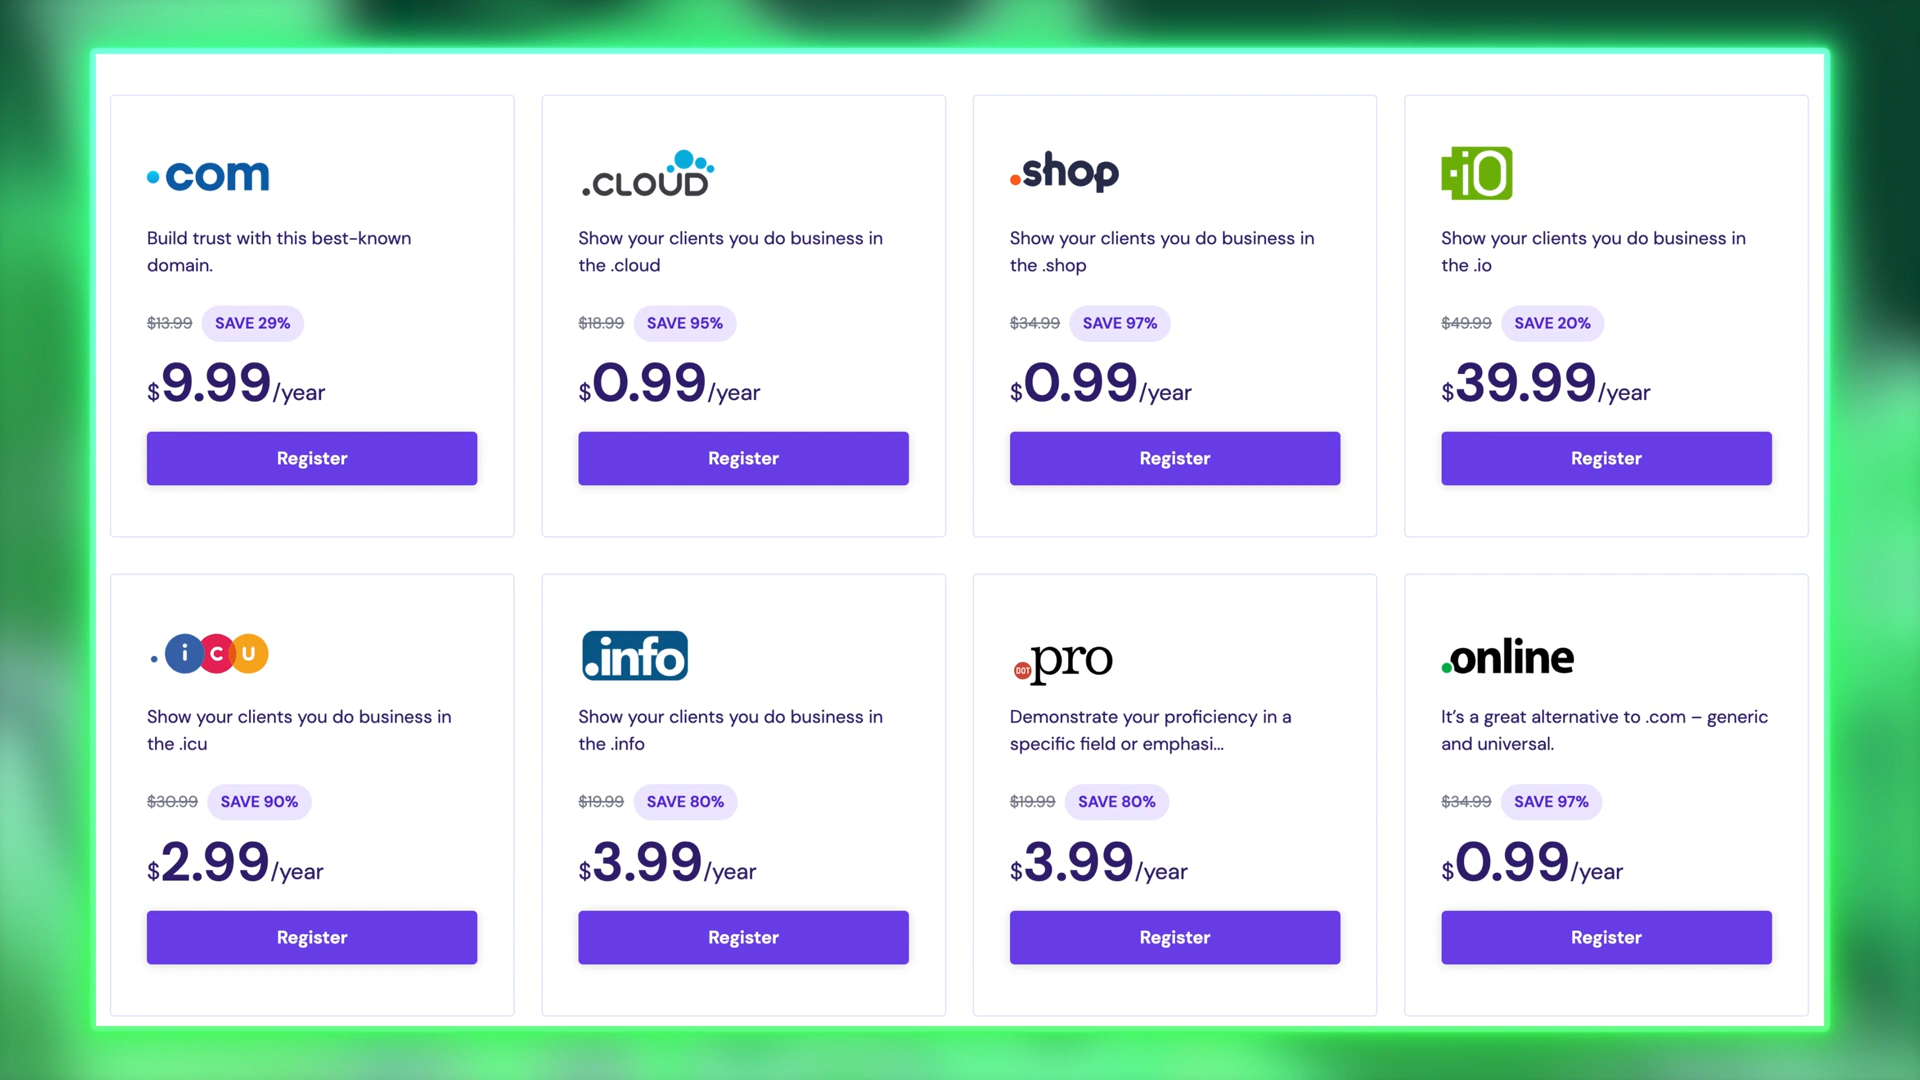 .com
Build trust with this best-known
domain.
$13.99 SAVE 29%
$9.99/year
Register
.CLOUD
Show your clients you do business in
the .cloud
$18.99 SAVE 95%
$0.99/year
Register
.shop
Show your clients you do business in
the .shop
$34.99 SAVE 97%
$0.99/year
Register
.iO
Show your clients you do business in
the .io
$49.99 SAVE 20%
$39.99/year
Register
.icu
Show your clients you do business in
the .icu
$30.99 SAVE 90%
$2.99/year
Register
.info
Show your clients you do business in
the .info
$19.99 SAVE 80%
$3.99/year
Register
DOT pro
Demonstrate your proficiency in a
specific field or emphasi...
$19.99 SAVE 80%
$3.99/year
Register
.online
It's a great alternative to .com – generic
and universal.
$34.99 SAVE 97%
$0.99/year
Register